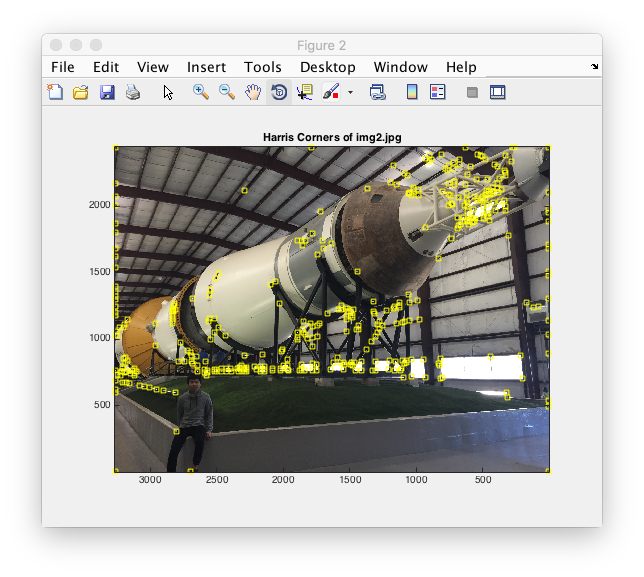 Figure 2
File Edit View Insert Tools Desktop Window Help
Harris Corners of img2.jpg
2000
1500
1000
500
3000 2500 2000 1500 1000 500